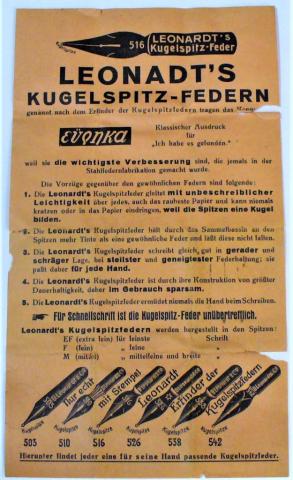 516
LEONARDT'S
Kugelspitz-Feder
LEONADT'S
KUGELSPITZ-FEDERN
genannt nach dem Erfinder der Kugelspitzfedern tragen das
εύρηκα
Klassischer Ausdruck
für
„Ich habe es gefunden."
weil sie die wichtigste Verbesserung sind, die jemals in der
Stahlfederfabrikation gemacht wurde.
Die Vorzüge gegenüber den gewöhnlichen Federn sind folgende:
1. Die Leonardt's Kugelspitzfeder gleitet mit unbeschreiblicher
Leichtigkeit über jedes, auch das rauheste Papier und kann niemals
kratzen oder in das Papier eindringen, weil die Spitzen eine Kugel
bilden.
2. Die Leonardt's Kugelspitzfeder hält durch das Sammelbassin an den
Spitzen mehr Tinte als eine gewöhnliche Feder und läßt diese nicht fallen.
3. Die Leonardt's Kugelspitzfeder schreibt gleich gut in gerader und
schräger Lage, bei steilster und geneigtester Federhaltung; sie
paßt daher für jede Hand.
4. Die Leonardt's Kugelspitzfeder ist durch ihre Konstruktion von größter
Dauerhaftigkeit, daher im Gebrauch sparsam.
5. Die Leonardt's Kugelspitzfeder ermüdet niemals die Hand beim Schreiben.
Für Schnellschrift ist die Kugelspitz-Feder unübertrefflich.
Leonardt's Kugelspitzfedern werden hergestellt in den Spitzen:
EF (extra fein) für feinste Schrift
F (fein) „ feine „
M (mittel) „ mittelfeine und breite „
Nur echt
mit Stempel
Leonardt
Erfinder der
Kugelspitzfedern
505 510 516 526 538 542
Hierunter findet jeder eine für seine Hand passende Kugelspitzfeder.